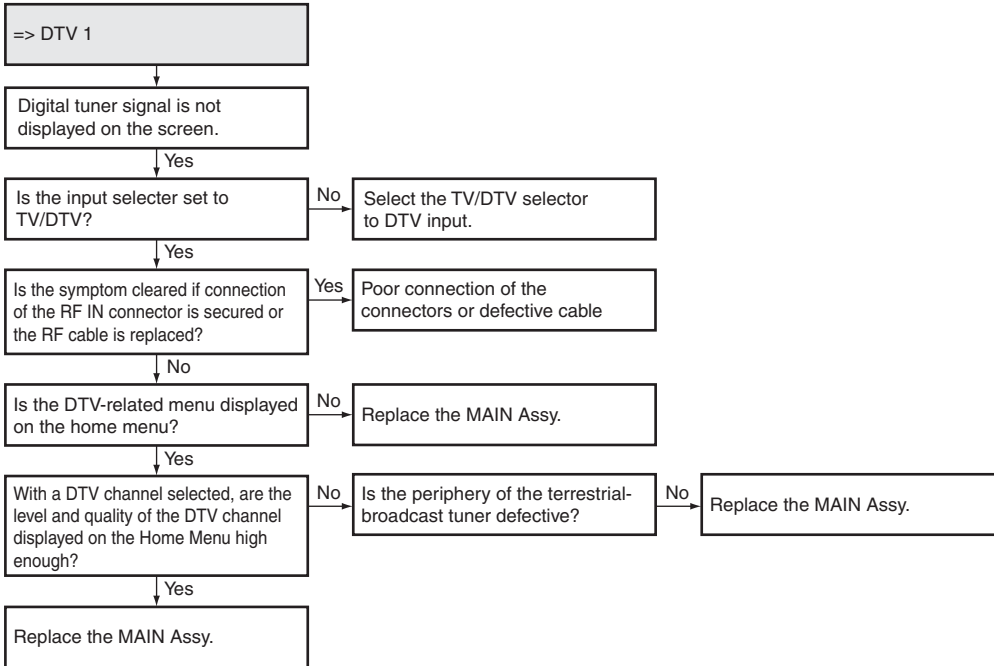 => DTV 1
Digital tuner signal is not
displayed on the screen.
Yes
Is the input selecter set to
TV/DTV?
No
Select the TV/DTV selector
to DTV input.
Yes
Is the symptom cleared if connection
of the RF IN connector is secured or
the RF cable is replaced?
Yes
Poor connection of the
connectors or defective cable
No
Is the DTV-related menu displayed
on the home menu?
No
Replace the MAIN Assy.
Yes
With a DTV channel selected, are the
level and quality of the DTV channel
displayed on the Home Menu high
enough?
No
Is the periphery of the terrestrial-
broadcast tuner defective?
No
Replace the MAIN Assy.
Yes
Replace the MAIN Assy.